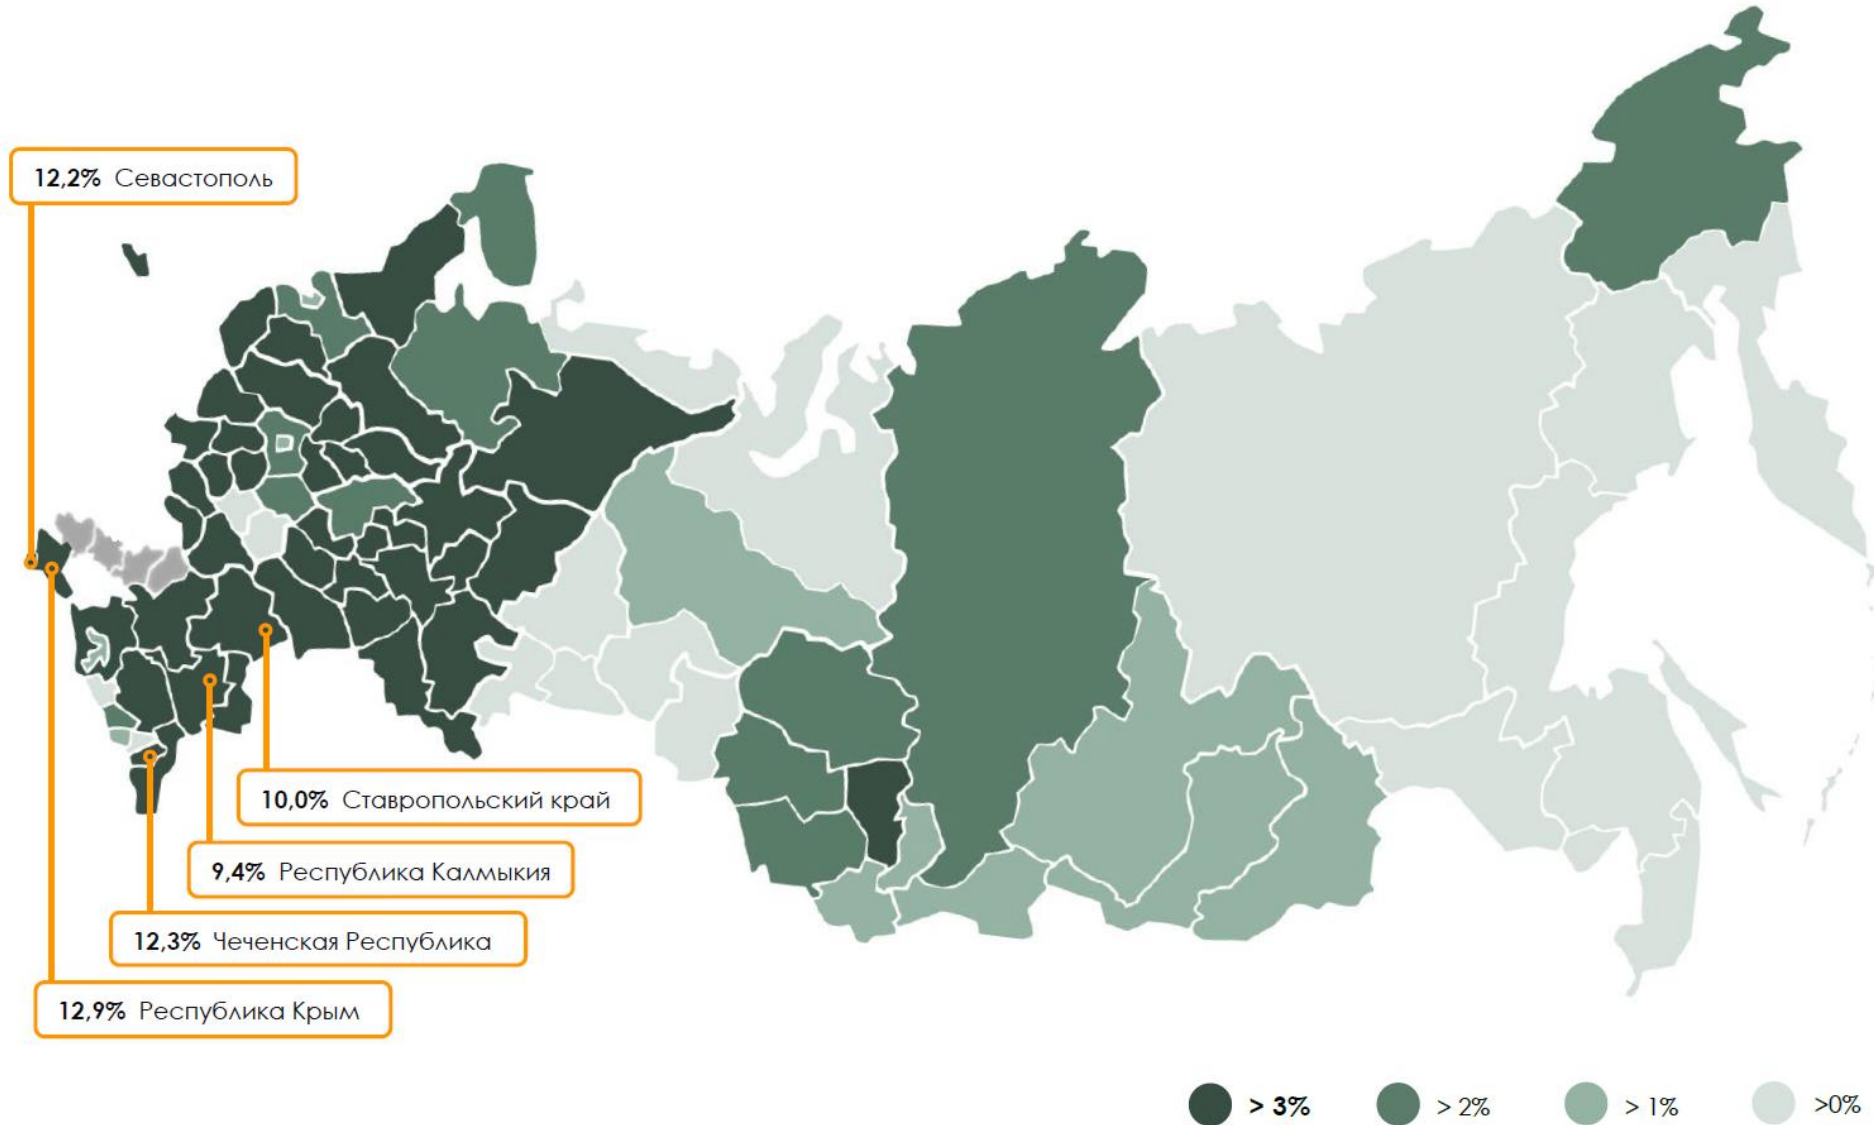 12,2% Севастополь
10,0% Ставропольский край
9,4% Республика Калмыкия
12,3% Чеченская Республика
12,9% Республика Крым
> 3%
> 2%
> 1%
>0%